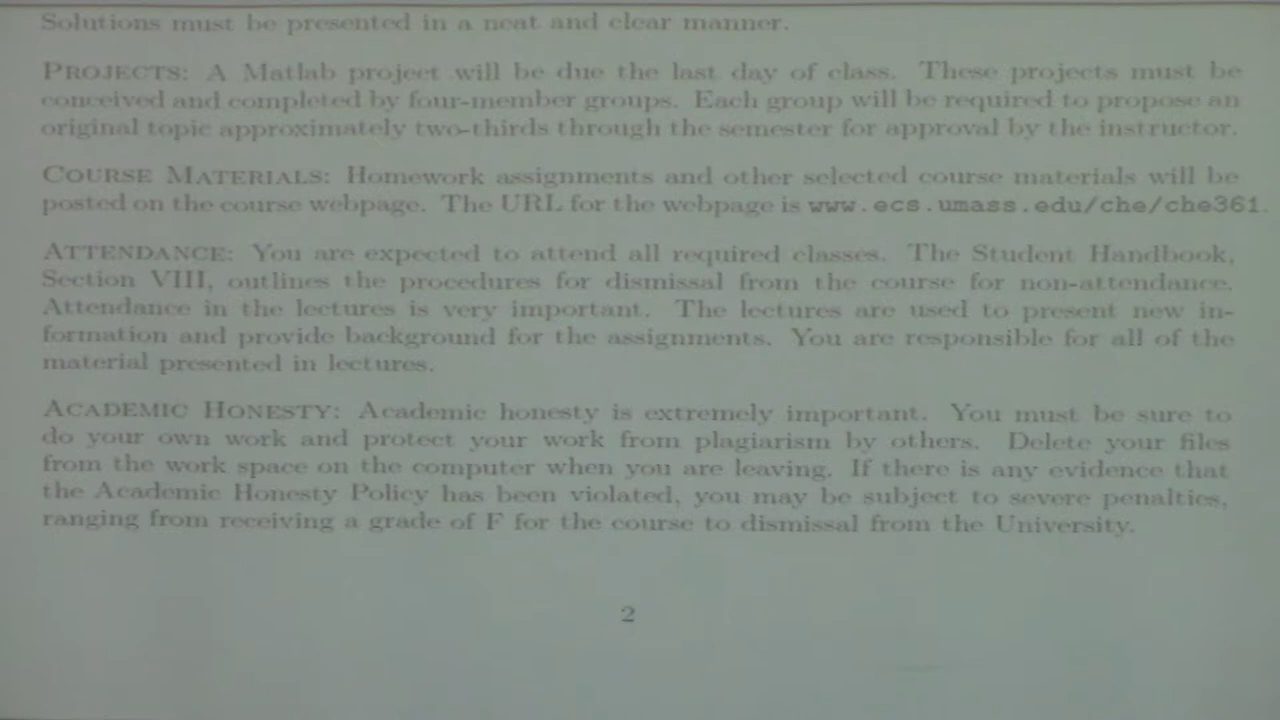 Solutions must be presented in a neat and clear manner.
PROJECTS: A Matlab project will be due the last day of class. These projects must be
conceived and completed by four-member groups. Each group will be required to propose an
original topic approximately two-thirds through the semester for approval by the instructor.
COURSE MATERIALS: Homework assignments and other selected course materials will be
posted on the course webpage. The URL for the webpage is www.ecs.umass.edu/che/che361.
ATTENDANCE: You are expected to attend all required classes. The Student Handbook,
Section VIII, outlines the procedures for dismissal from the course for non-attendance.
Attendance in the lectures is very important. The lectures are used to present new in-
formation and provide background for the assignments. You are responsible for all of the
material presented in lectures.
ACADEMIC HONESTY: Academic honesty is extremely important. You must be sure to
do your own work and protect your work from plagiarism by others. Delete your files
from the work space on the computer when you are leaving. If there is any evidence that
the Academic Honesty Policy has been violated, you may be subject to severe penalties,
ranging from receiving a grade of F for the course to dismissal from the University.
2